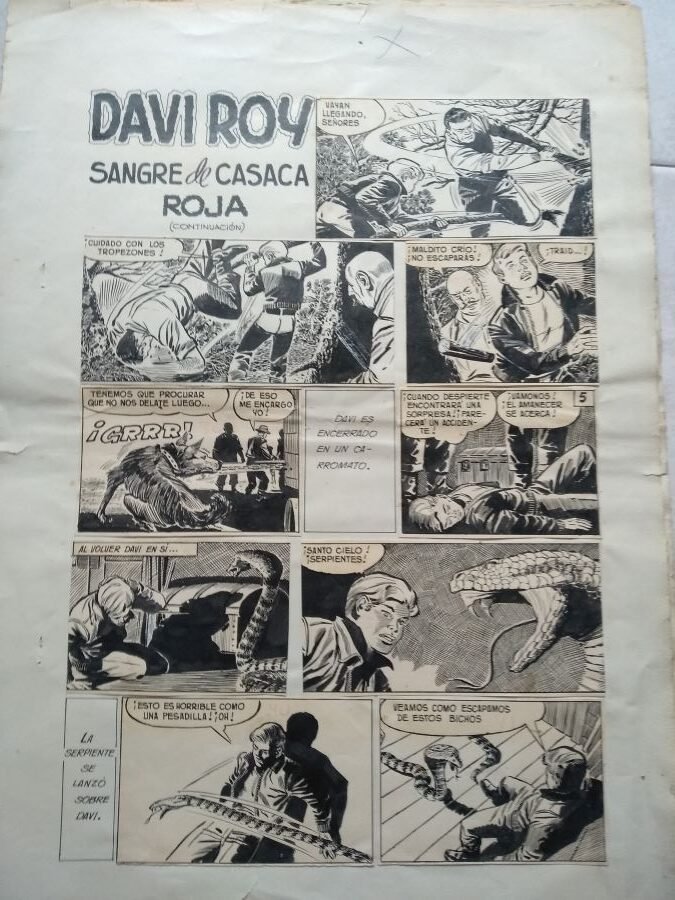 DAVI ROY
SANGRE de CASACA
ROJA
(CONTINUACIÓN)
VAYAN
LLEGANDO,
SEÑORES
¡CUIDADO CON LOS
TROPEZONES!
¡MALDITO CRÍO!
¡NO ESCAPARÁS!
¡TRAID...!
TENEMOS QUE PROCURAR
QUE NO NOS DELATE LUEGO...
¡DE ESO
ME ENCARGO
YO!
¡GRRR!
DAVI ES
ENCERRADO
EN UN CA-
RROMATO.
¡CUANDO DESPIERTE
ENCONTRARÁ UNA
SORPRESA! ¡PARE-
CERÁ UN ACCIDEN-
TE!
¡VAMONOS!
¡EL AMANECER
SE ACERCA!
5
AL VOLVER DAVI EN SÍ...
¡SANTO CIELO!
¡SERPIENTES!
LA
SERPIENTE
SE
LANZÓ
SOBRE
DAVI.
¡ESTO ES HORRIBLE COMO
UNA PESADILLA! ¡OH!
VEAMOS COMO ESCAPAMOS
DE ESTOS BICHOS